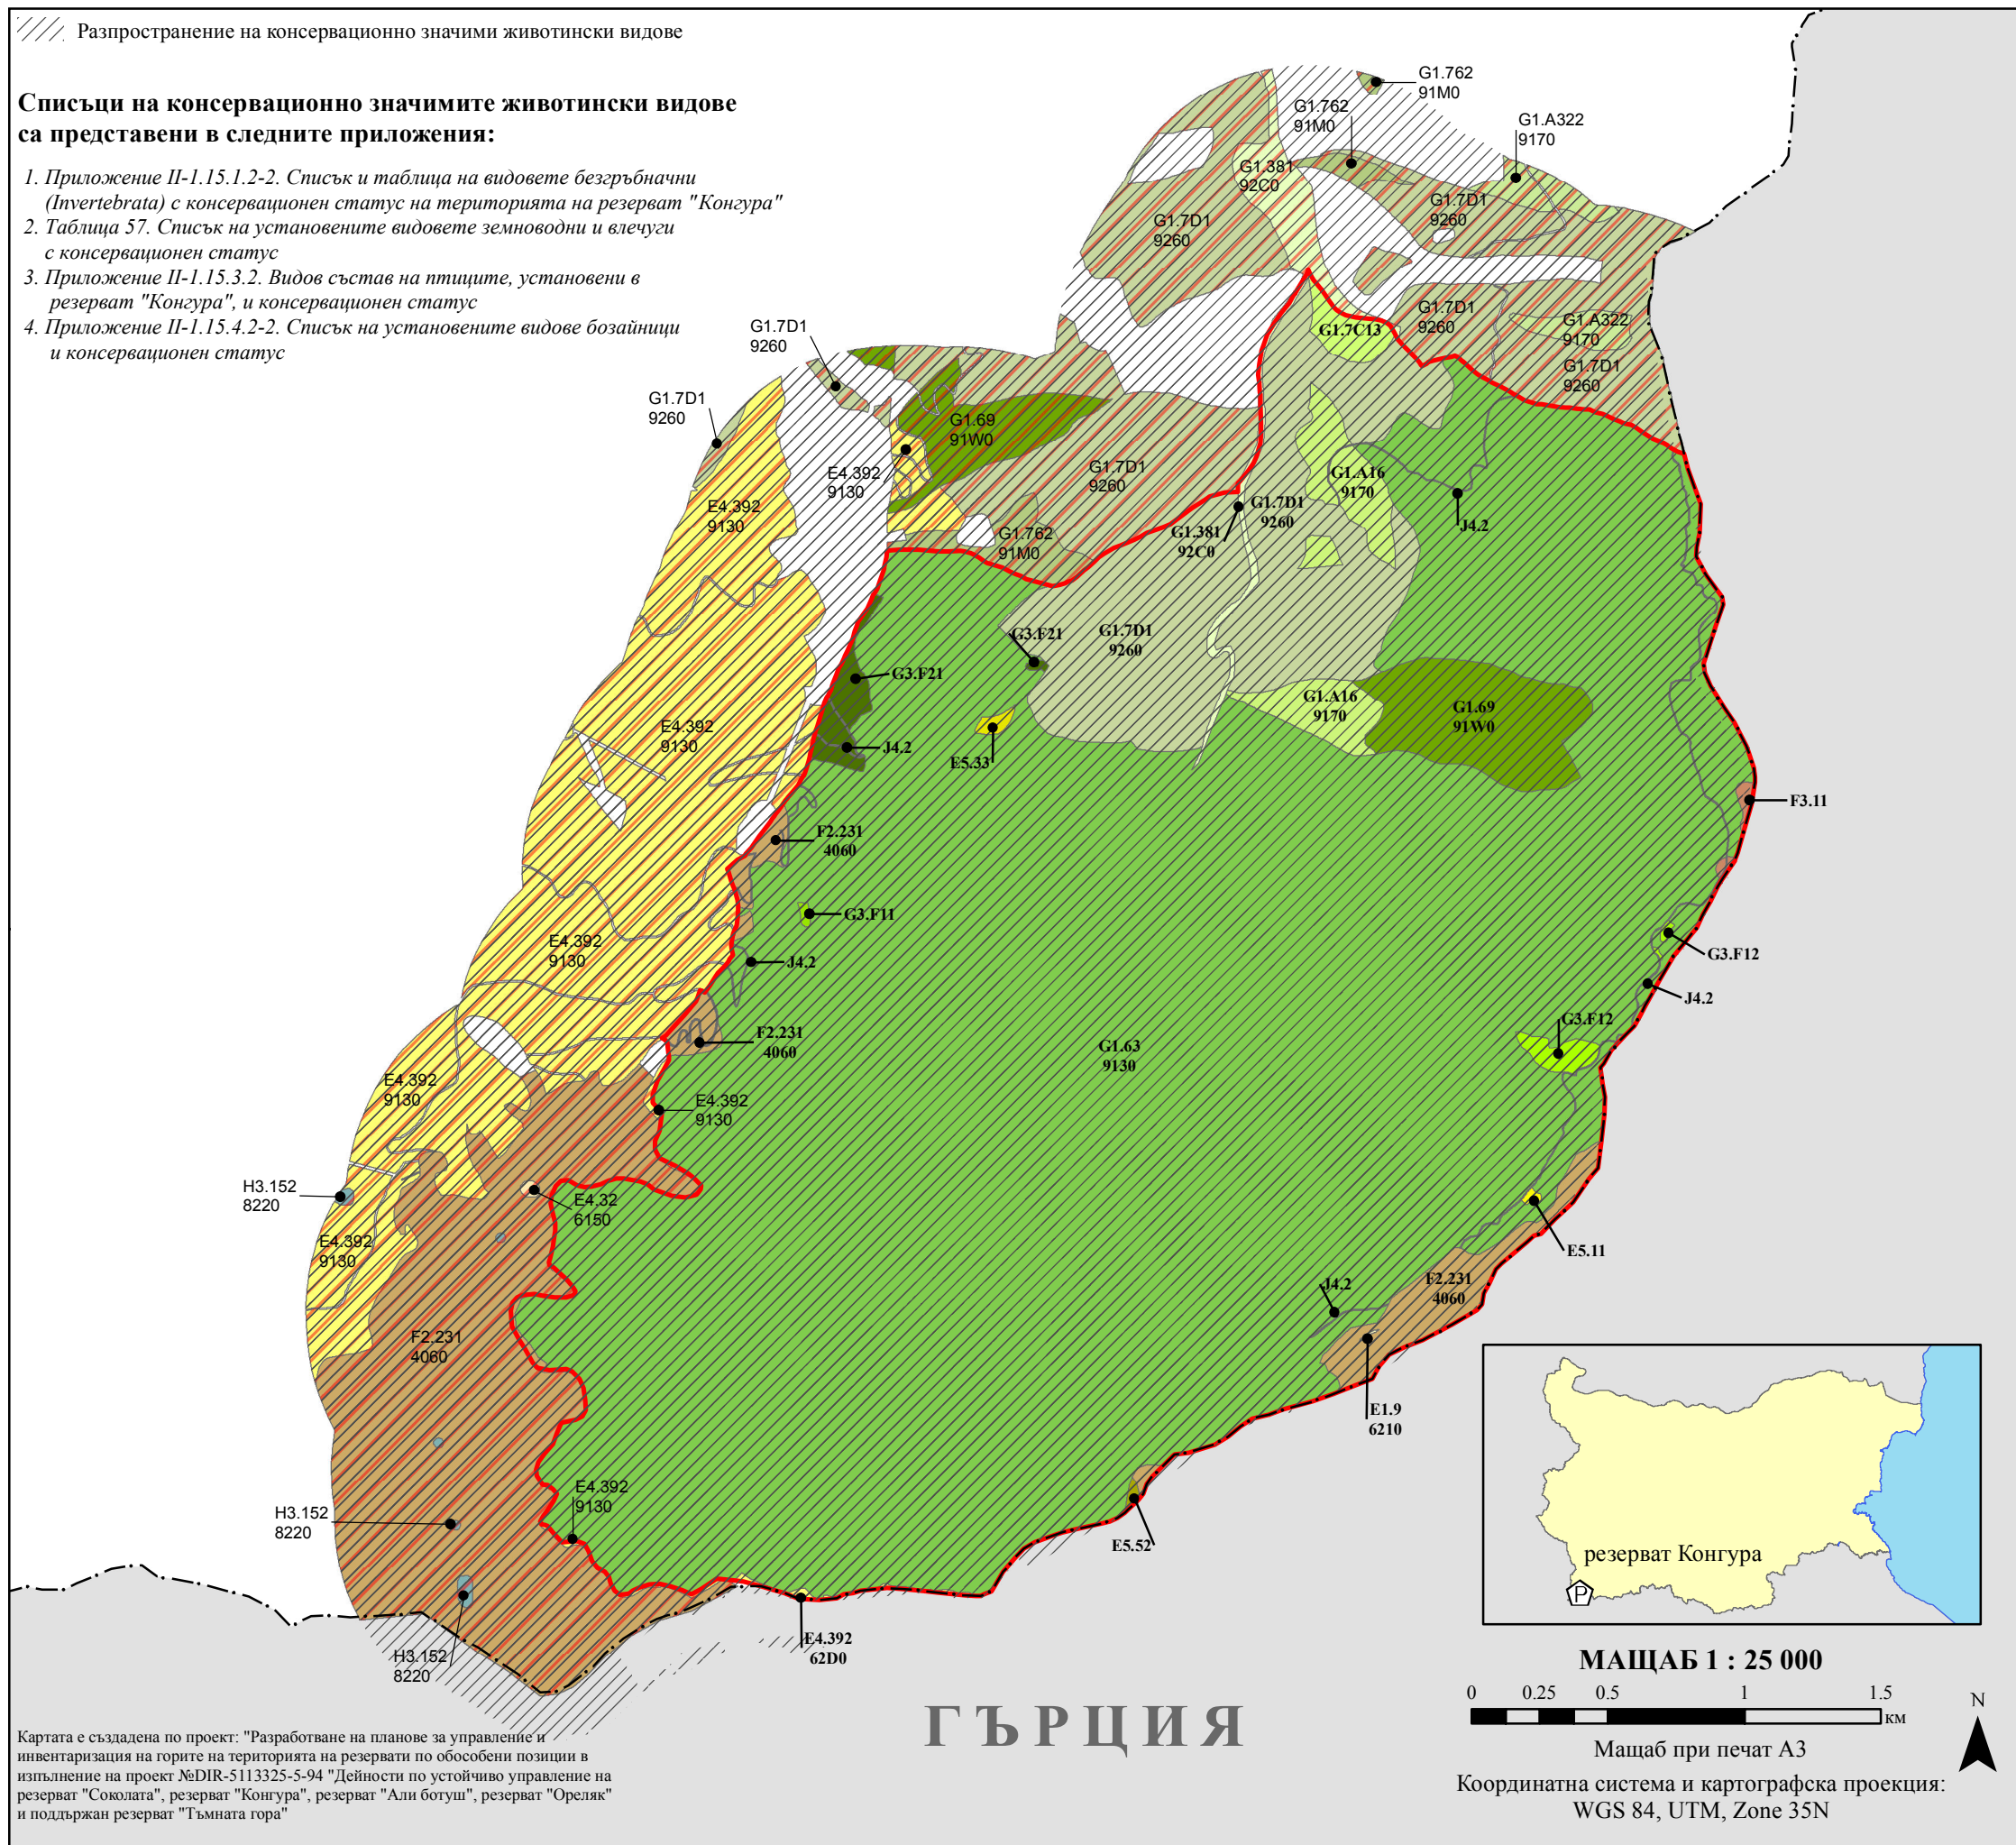 Разпространение на консервационно значими животински видове
Списъци на консервационно значимите животински видове
са представени в следните приложения:
1. Приложение II-1.15.1.2-2. Списък и таблица на видовете безгръбначни
(Invertebrata) с консервационен статус на територията на резерват "Конгура"
2. Таблица 57. Списък на установените видовете земноводни и влечуги
с консервационен статус
3. Приложение II-1.15.3.2. Видов състав на птиците, установени в
резерват "Конгура", и консервационен статус
4. Приложение II-1.15.4.2-2. Списък на установените видове бозайници
и консервационен статус
G1.762
91M0
G1.762
91M0
G1.A322
9170
G1.381
92C0
G1.7D1
9260
G1.7D1
9260
G1.7D1
9260
G1.7C13
G1.A322
9170
G1.7D1
9260
G1.7D1
9260
G1.7D1
9260
G1.69
91W0
E4.392
9130
G1.7D1
9260
G1.A16
9170
E4.392
9130
G1.7D1
9260
G1.381
92C0
J4.2
G1.762
91M0
G3.F21
G1.7D1
9260
G3.F21
G1.A16
9170
G1.69
91W0
E4.392
9130
J4.2
E5.33
F3.11
F2.231
4060
G3.F11
E4.392
9130
J4.2
G3.F12
J4.2
F2.231
4060
G1.63
9130
G3.F12
E4.392
9130
E4.392
9130
H3.152
8220
E4.32
6150
E4.392
9130
E5.11
F2.231
4060
J4.2
F2.231
4060
E1.9
6210
E4.392
9130
H3.152
8220
E5.52
H3.152
8220
E4.392
62D0
резерват Конгура
P
МАЩАБ 1 : 25 000
0 0.25 0.5 1 1.5
км
N
Мащаб при печат А3
Координатна система и картографска проекция:
WGS 84, UTM, Zone 35N
ГЪРЦИЯ
Картата е създадена по проект: "Разработване на планове за управление и
инвентаризация на горите на територията на резервати по обособени позиции в
изпълнение на проект №DIR-5113325-5-94 "Дейности по устойчиво управление на
резерват "Соколата", резерват "Конгура", резерват "Али ботуш", резерват "Ореляк"
и поддържан резерват "Тъмната гора"